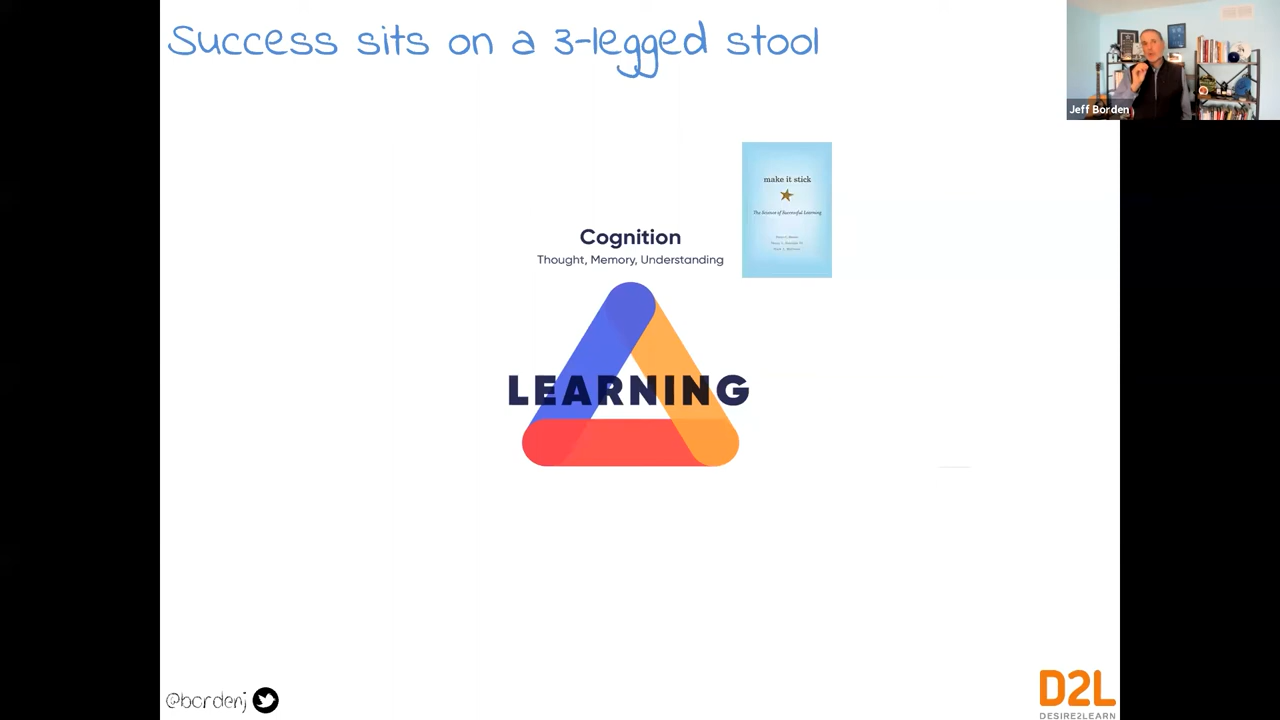 Success sits on a 3-legged stool
Jeff Borden
make it stick
The Science of Successful Learning
Cognition
Thought, Memory, Understanding
LEARNING
@bordenj
D2L
DESIRE2LEARN